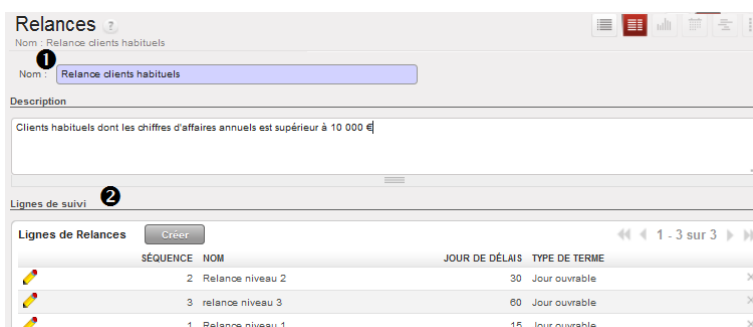 Relances ?
Nom : Relance clients habituels
1
Nom : Relance clients habituels
Description
Clients habituels dont les chiffres d'affaires annuels est supérieur à 10 000 €
Lignes de suivi 2
Lignes de Relances Créer 1 - 3 sur 3
SÉQUENCE NOM JOUR DE DÉLAIS TYPE DE TERME
2 Relance niveau 2 30 Jour ouvrable
3 relance niveau 3 60 Jour ouvrable
1 Relance niveau 1 15 Jour ouvrable